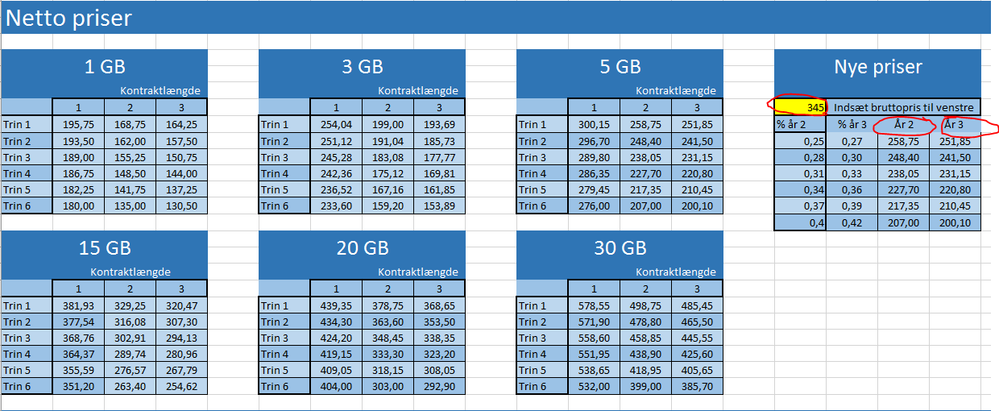 Netto priser
1 GB 3 GB 5 GB Nye priser
Kontraktlængde Kontraktlængde Kontraktlængde
1 2 3 1 2 3 1 2 3 345 Indsæt bruttopris til venstre
Trin 1 195,75 168,75 164,25 Trin 1 254,04 199,00 193,69 Trin 1 300,15 258,75 251,85 % år 2 % år 3 År 2 År 3
Trin 2 193,50 162,00 157,50 Trin 2 251,12 191,04 185,73 Trin 2 296,70 248,40 241,50 0,25 0,27 258,75 251,85
Trin 3 189,00 155,25 150,75 Trin 3 245,28 183,08 177,77 Trin 3 289,80 238,05 231,15 0,28 0,30 248,40 241,50
Trin 4 186,75 148,50 144,00 Trin 4 242,36 175,12 169,81 Trin 4 286,35 227,70 220,80 0,31 0,33 238,05 231,15
Trin 5 182,25 141,75 137,25 Trin 5 236,52 167,16 161,85 Trin 5 279,45 217,35 210,45 0,34 0,36 227,70 220,80
Trin 6 180,00 135,00 130,50 Trin 6 233,60 159,20 153,89 Trin 6 276,00 207,00 200,10 0,37 0,39 217,35 210,45
0,4 0,42 207,00 200,10
15 GB 20 GB 30 GB
Kontraktlængde Kontraktlængde Kontraktlængde
1 2 3 1 2 3 1 2 3
Trin 1 381,93 329,25 320,47 Trin 1 439,35 378,75 368,65 Trin 1 578,55 498,75 485,45
Trin 2 377,54 316,08 307,30 Trin 2 434,30 363,60 353,50 Trin 2 571,90 478,80 465,50
Trin 3 368,76 302,91 294,13 Trin 3 424,20 348,45 338,35 Trin 3 558,60 458,85 445,55
Trin 4 364,37 289,74 280,96 Trin 4 419,15 333,30 323,20 Trin 4 551,95 438,90 425,60
Trin 5 355,59 276,57 267,79 Trin 5 409,05 318,15 308,05 Trin 5 538,65 418,95 405,65
Trin 6 351,20 263,40 254,62 Trin 6 404,00 303,00 292,90 Trin 6 532,00 399,00 385,70